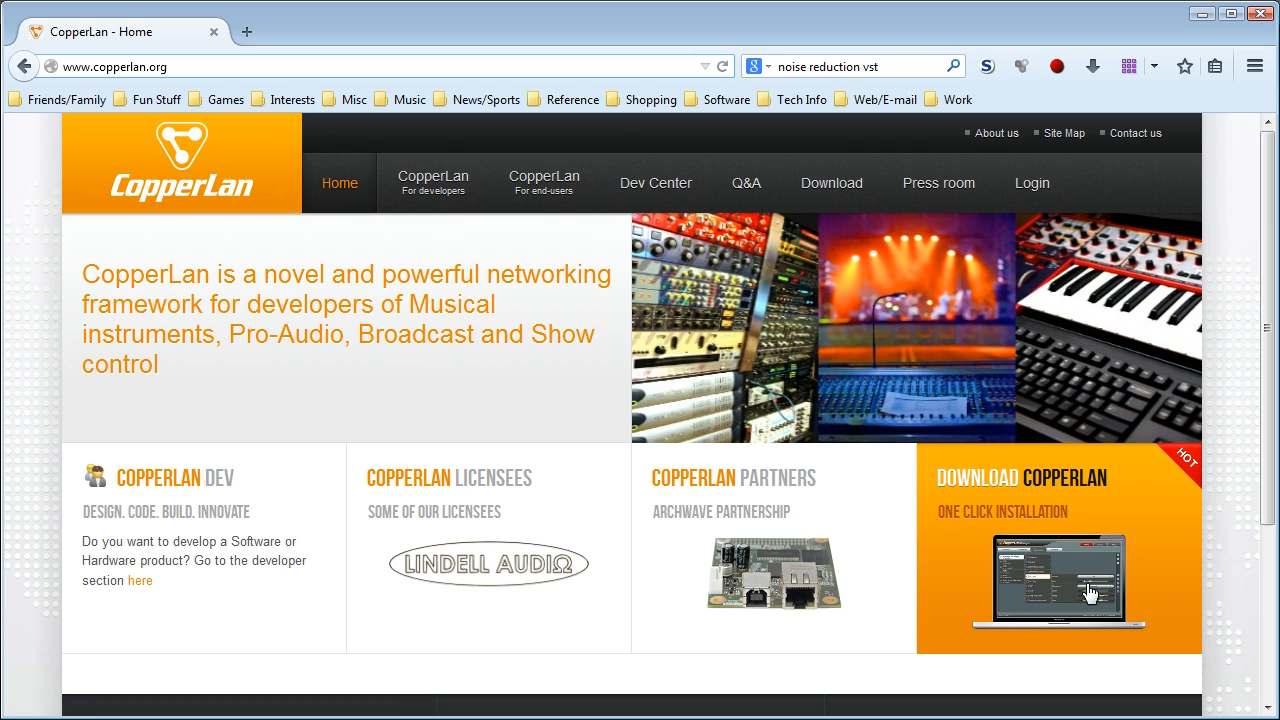 CopperLan - Home
www.copperlan.org
noise reduction vst
Friends/Family Fun Stuff Games Interests Misc Music News/Sports Reference Shopping Software Tech Info Web/E-mail Work
About us Site Map Contact us
CopperLan
Home
CopperLan
For developers
CopperLan
For end-users
Dev Center
Q&A
Download
Press room
Login
CopperLan is a novel and powerful networking
framework for developers of Musical
instruments, Pro-Audio, Broadcast and Show
control
COPPERLAN DEV
DESIGN. CODE. BUILD. INNOVATE
Do you want to develop a Software or
Hardware product? Go to the developer
section here
COPPERLAN LICENSEES
SOME OF OUR LICENSEES
LINDELL AUDIΩ
COPPERLAN PARTNERS
ARCHWAVE PARTNERSHIP
HOT
DOWNLOAD COPPERLAN
ONE CLICK INSTALLATION